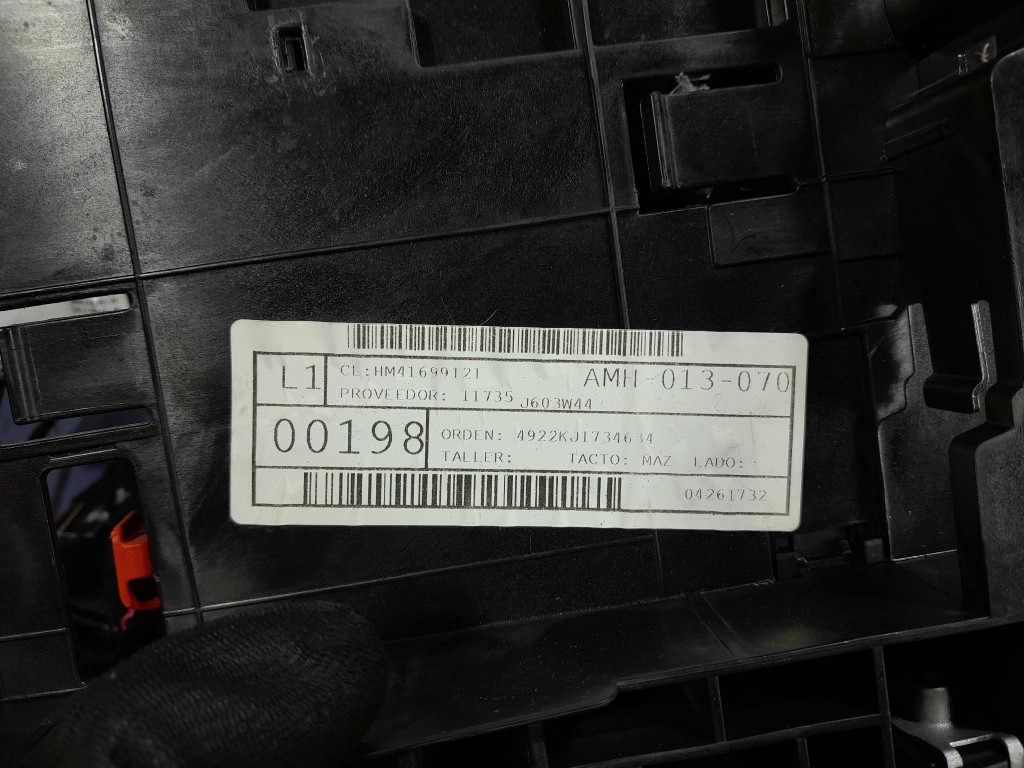 L1
CL:HM41699121
AMH-013-070
PROVEEDOR: 11735 J603W44
00198
ORDEN: 4922KJ1734634
TALLER: TACTO: MAZ LADO:
04261732